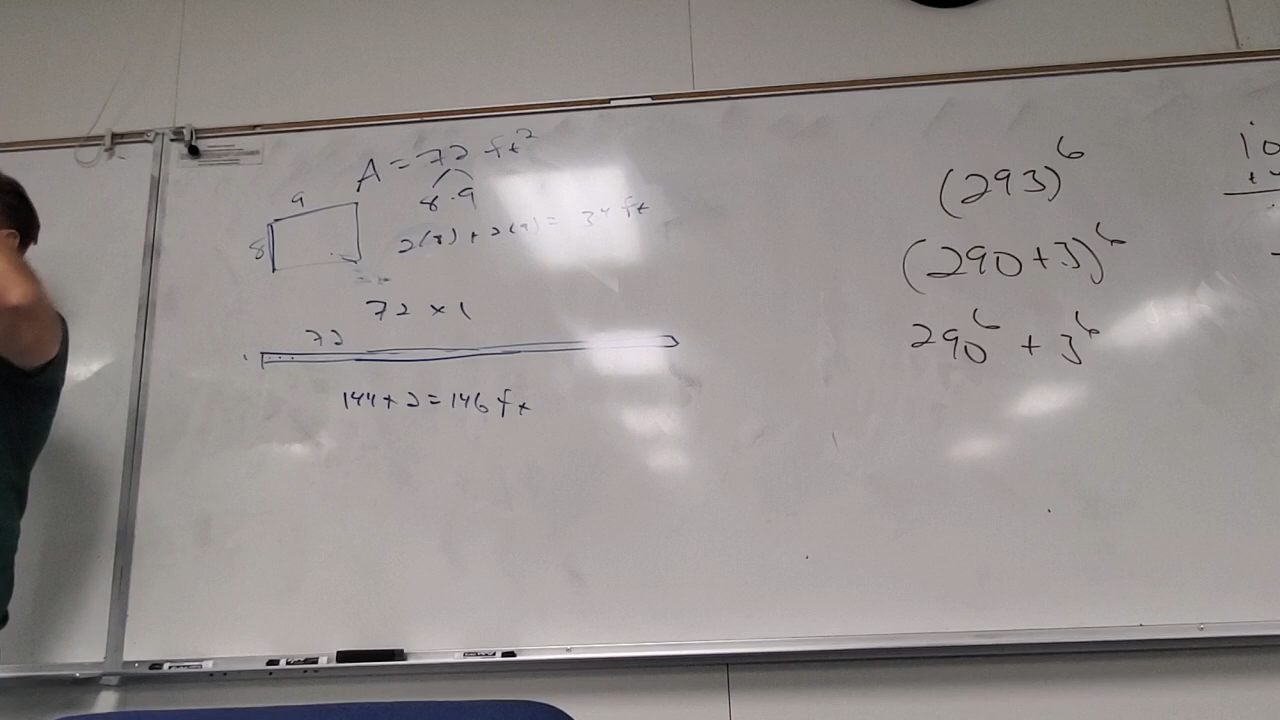 A = 72 ft²
8 · 9
9
8
2(8) + 2(9) = 34 ft
72 × 1
72
144 + 2 = 146 ft
(293)⁶
(290 + 3)⁶
290⁶ + 3⁶